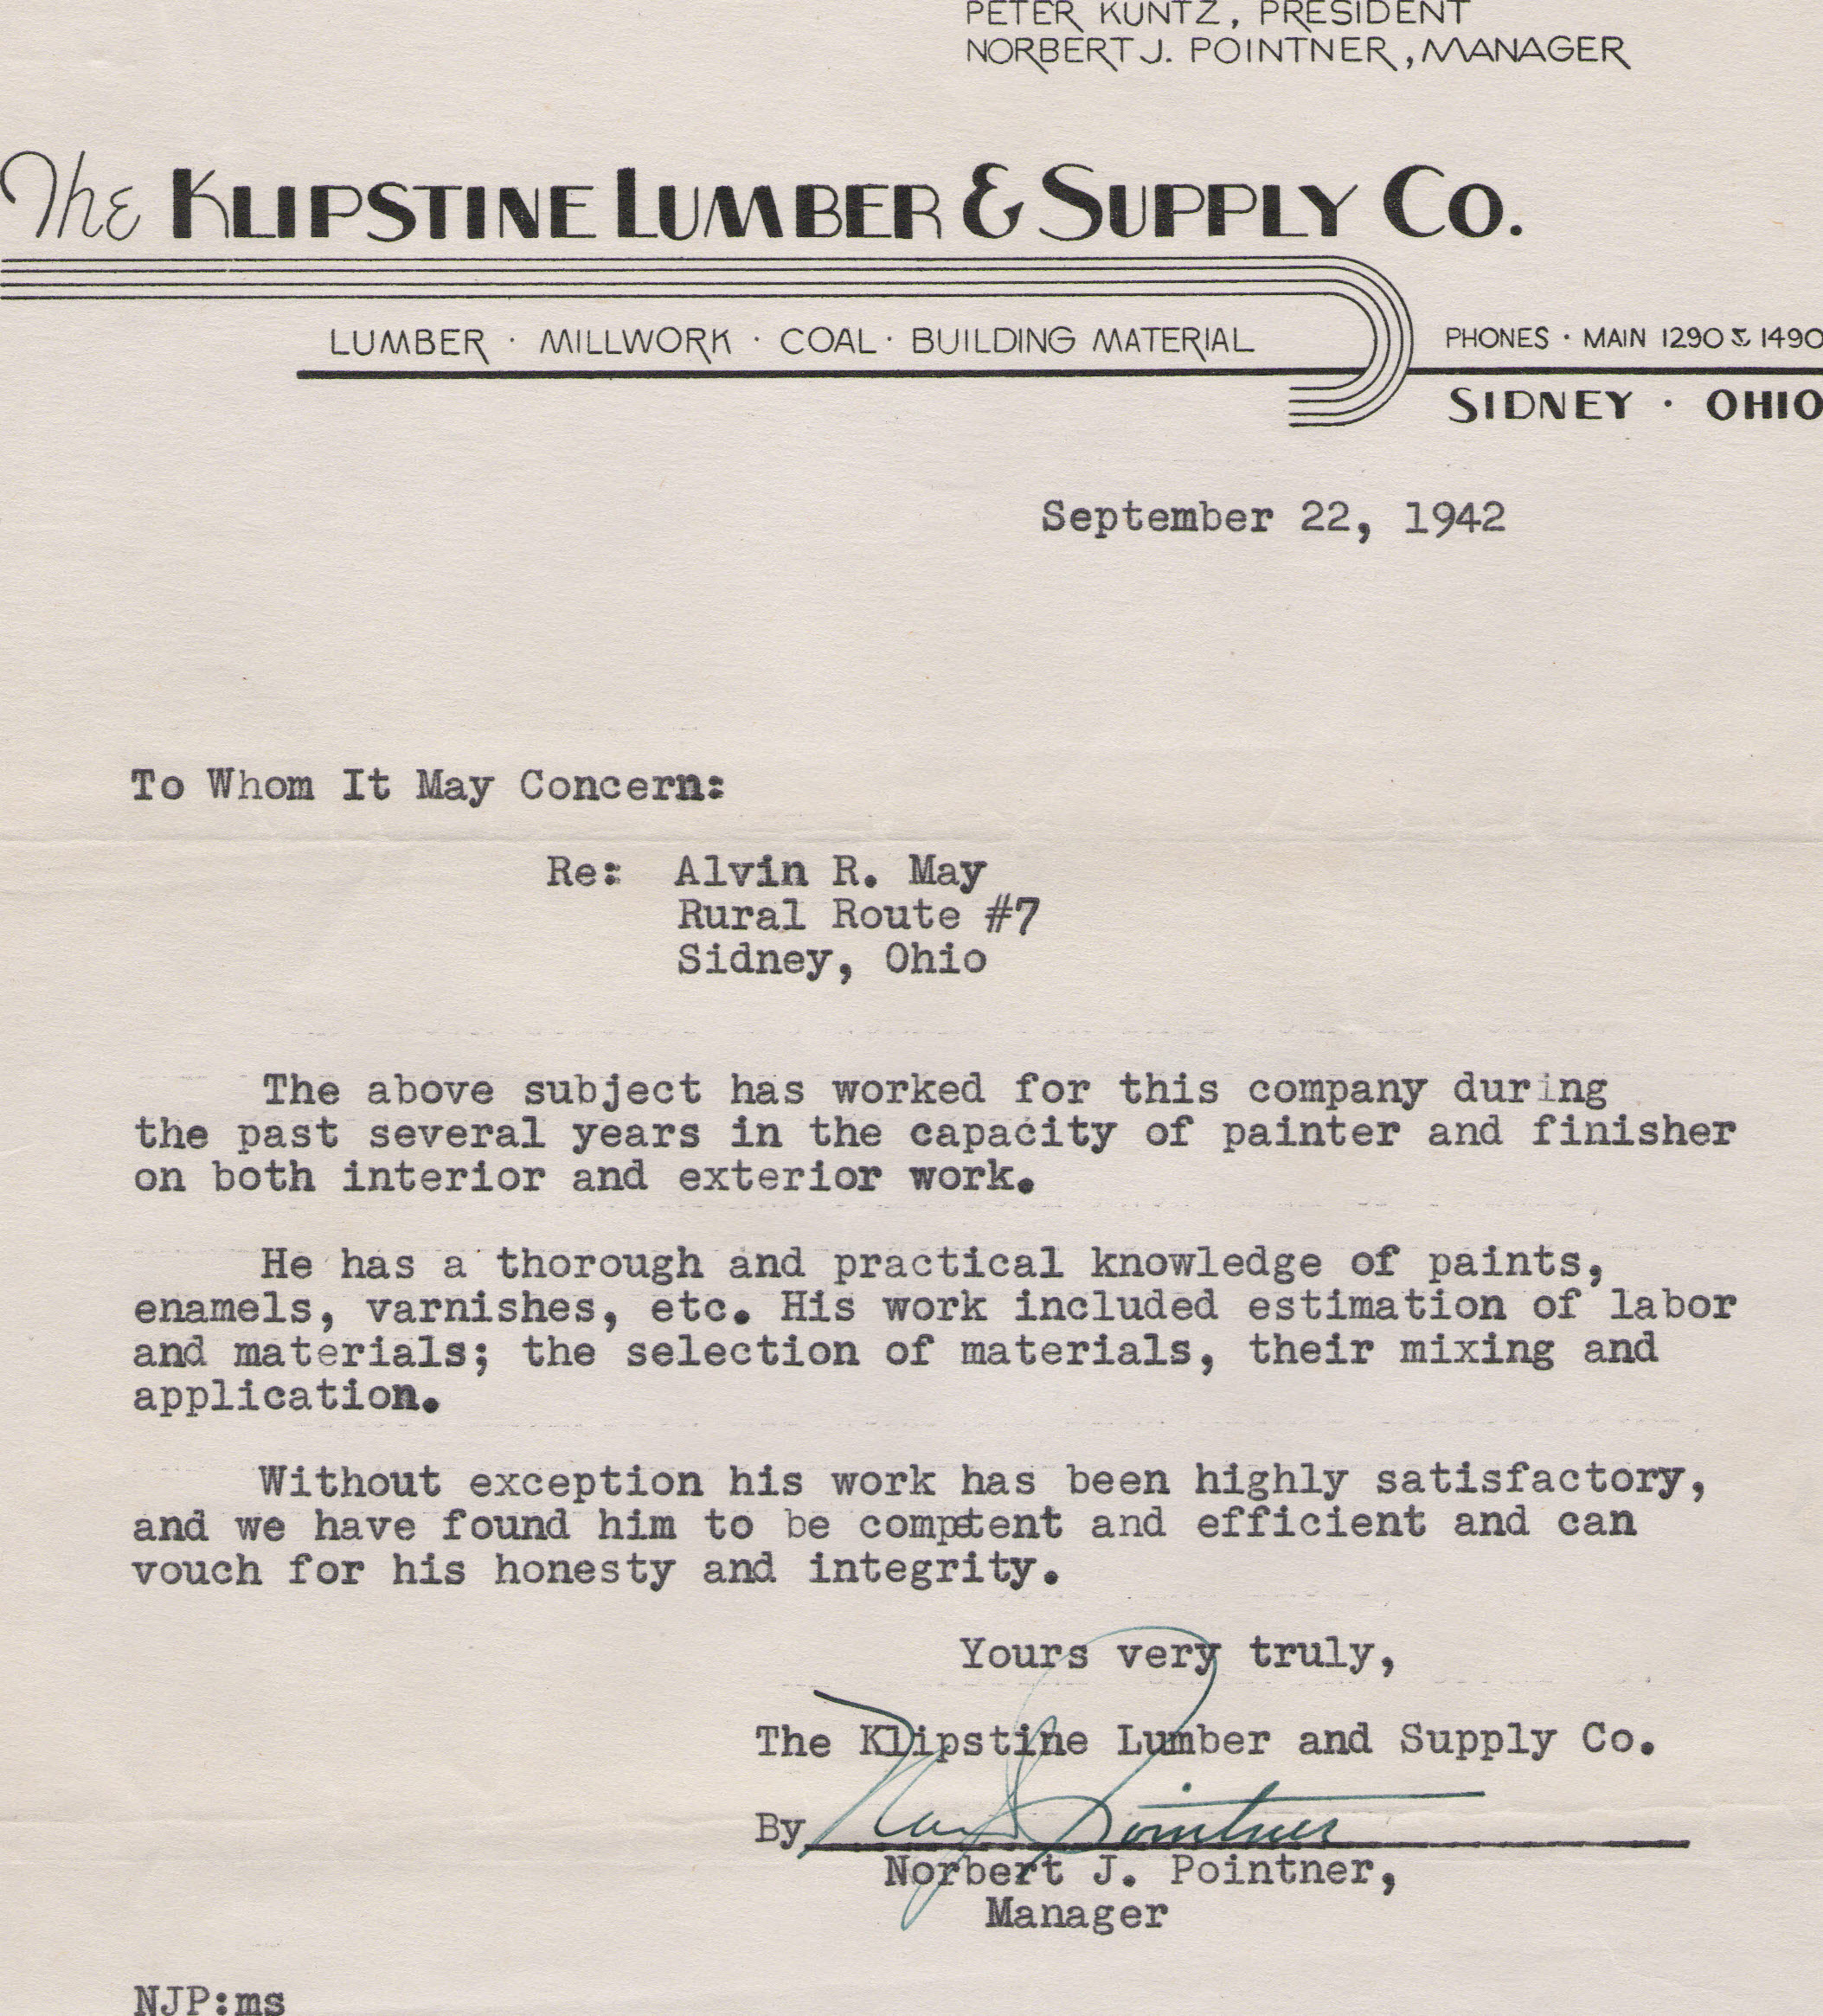 PETER KUNTZ, PRESIDENT
NORBERT J. POINTNER, MANAGER
The KLIPSTINE LUMBER & SUPPLY CO.
LUMBER · MILLWORK · COAL · BUILDING MATERIAL
PHONES · MAIN 1290 & 1490
SIDNEY · OHIO
September 22, 1942
To Whom It May Concern:
Re: Alvin R. May
Rural Route #7
Sidney, Ohio
The above subject has worked for this company during
the past several years in the capacity of painter and finisher
on both interior and exterior work.
He has a thorough and practical knowledge of paints,
enamels, varnishes, etc. His work included estimation of labor
and materials; the selection of materials, their mixing and
application.
Without exception his work has been highly satisfactory,
and we have found him to be competent and efficient and can
vouch for his honesty and integrity.
Yours very truly,
The Klipstine Lumber and Supply Co.
By Nor J Pointner
Norbert J. Pointner,
Manager
NJP:ms